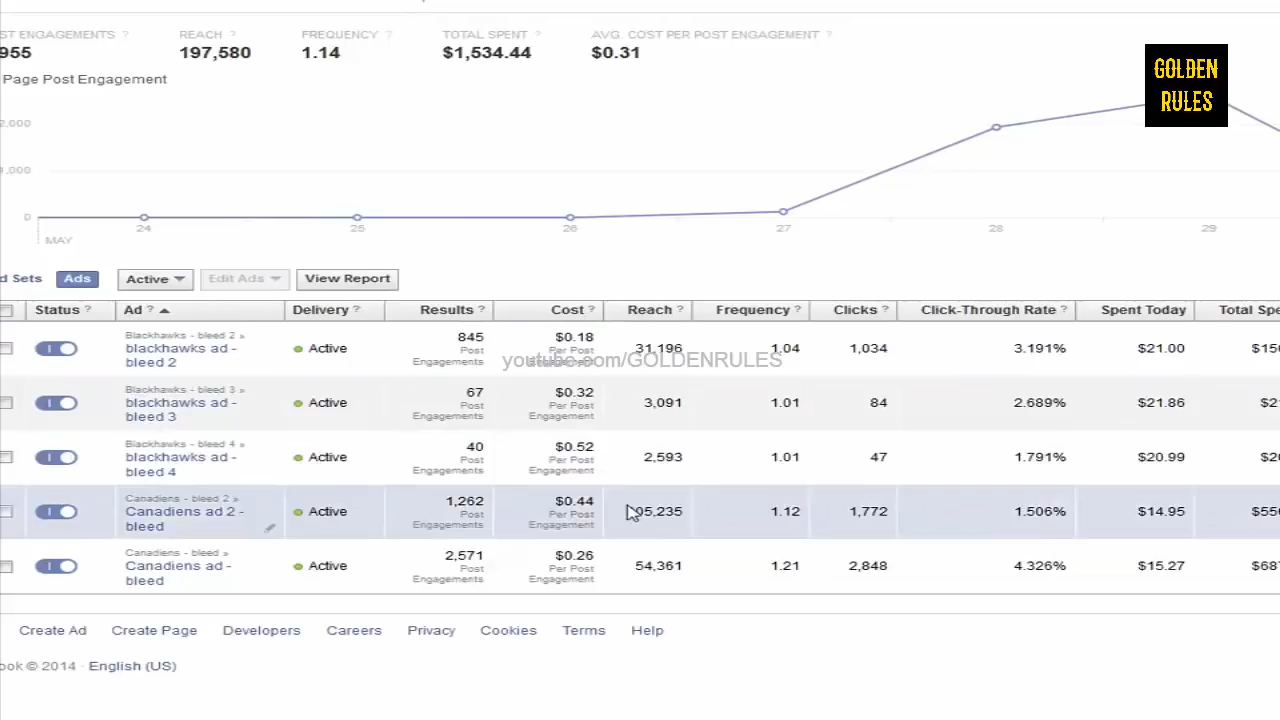 ST ENGAGEMENTS ? REACH ? FREQUENCY ? TOTAL SPENT ? AVG. COST PER POST ENGAGEMENT ?
955 197,580 1.14 $1,534.44 $0.31
Page Post Engagement
GOLDEN
RULES
2,000
1,000
0
24 25 26 27 28 29
MAY
d Sets Ads Active Edit Ads View Report
Status ? Ad ? Delivery ? Results ? Cost ? Reach ? Frequency ? Clicks ? Click-Through Rate ? Spent Today Total Spe
Blackhawks - bleed 2 »
blackhawks ad -
bleed 2
Active
845
Post
Engagements
$0.18
Per Post
Engagement
31,196 1.04 1,034 3.191% $21.00 $150
youtube.com/GOLDENRULES
Blackhawks - bleed 3 »
blackhawks ad -
bleed 3
Active
67
Post
Engagements
$0.32
Per Post
Engagement
3,091 1.01 84 2.689% $21.86 $21
Blackhawks - bleed 4 »
blackhawks ad -
bleed 4
Active
40
Post
Engagements
$0.52
Per Post
Engagement
2,593 1.01 47 1.791% $20.99 $20
Canadiens - bleed 2 »
Canadiens ad 2 -
bleed
Active
1,262
Post
Engagements
$0.44
Per Post
Engagement
05,235 1.12 1,772 1.506% $14.95 $556
Canadiens - bleed »
Canadiens ad -
bleed
Active
2,571
Post
Engagements
$0.26
Per Post
Engagement
54,361 1.21 2,848 4.326% $15.27 $687
Create Ad Create Page Developers Careers Privacy Cookies Terms Help
ook © 2014 · English (US)